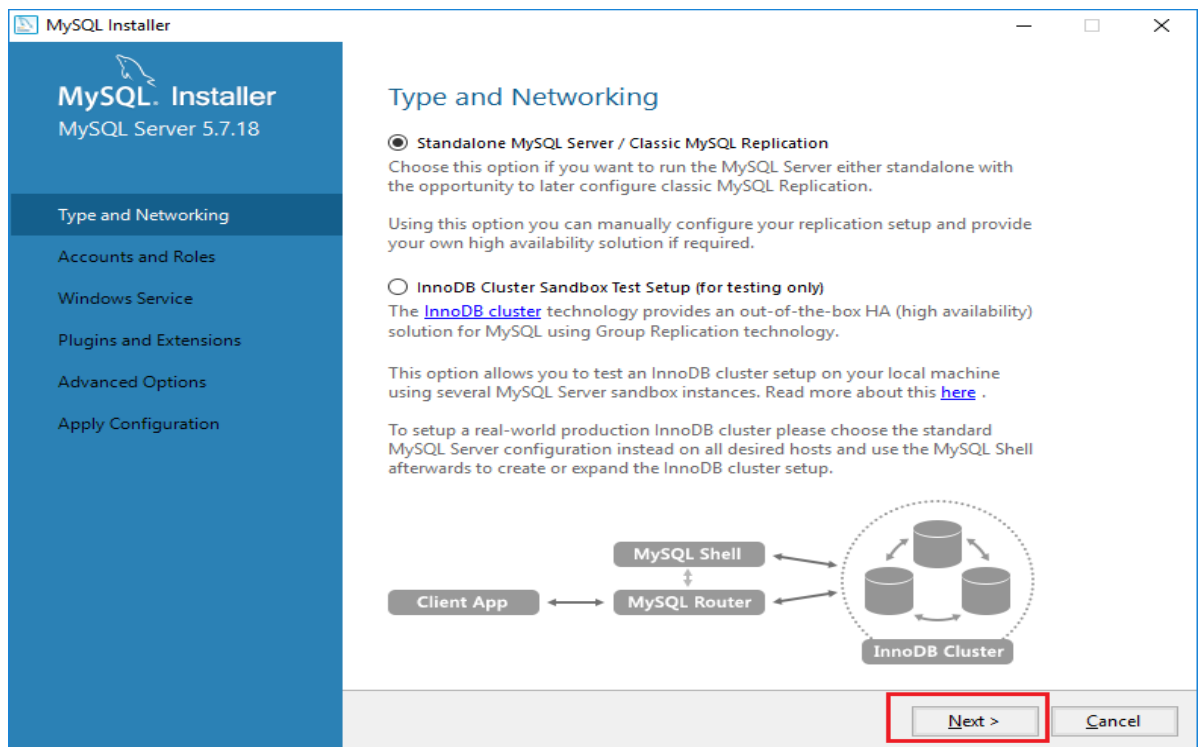 MySQL Installer
MySQL. Installer
MySQL Server 5.7.18
Type and Networking
Accounts and Roles
Windows Service
Plugins and Extensions
Advanced Options
Apply Configuration
Type and Networking
Standalone MySQL Server / Classic MySQL Replication
Choose this option if you want to run the MySQL Server either standalone with
the opportunity to later configure classic MySQL Replication.
Using this option you can manually configure your replication setup and provide
your own high availability solution if required.
InnoDB Cluster Sandbox Test Setup (for testing only)
The InnoDB cluster technology provides an out-of-the-box HA (high availability)
solution for MySQL using Group Replication technology.
This option allows you to test an InnoDB cluster setup on your local machine
using several MySQL Server sandbox instances. Read more about this here .
To setup a real-world production InnoDB cluster please choose the standard
MySQL Server configuration instead on all desired hosts and use the MySQL Shell
afterwards to create or expand the InnoDB cluster setup.
MySQL Shell
Client App
MySQL Router
InnoDB Cluster
Next >
Cancel